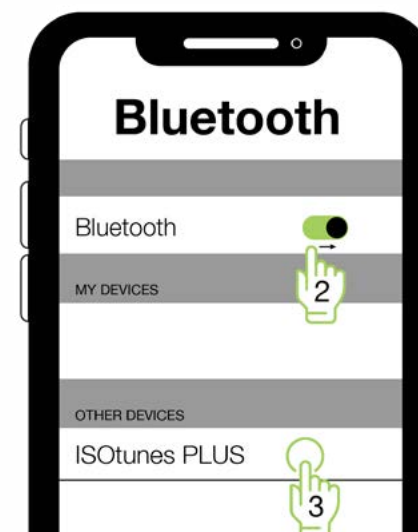 Bluetooth
Bluetooth
2
MY DEVICES
OTHER DEVICES
ISOtunes PLUS
3